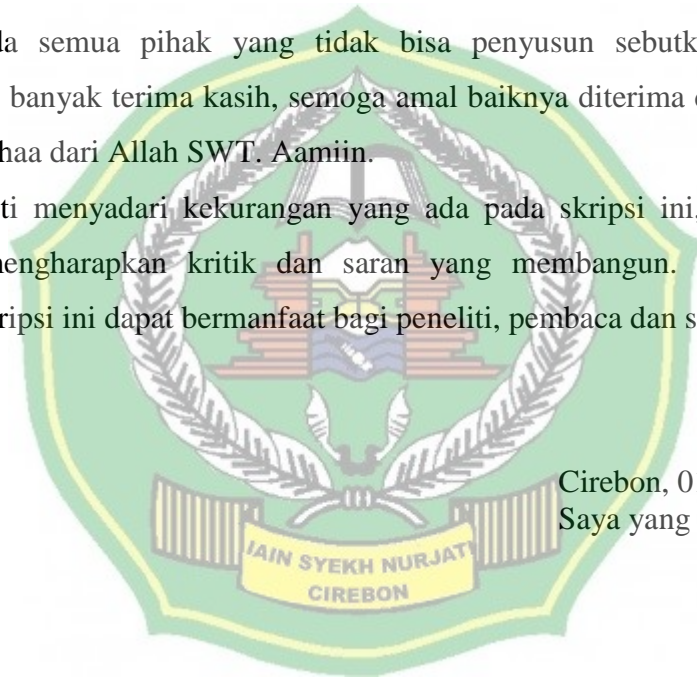 da semua pihak yang tidak bisa penyusun sebutk
banyak terima kasih, semoga amal baiknya diterima
haa dari Allah SWT. Aamiin.
ti menyadari kekurangan yang ada pada skripsi ini,
mengharapkan kritik dan saran yang membangun.
ripsi ini dapat bermanfaat bagi peneliti, pembaca dan s
Cirebon, 0
Saya yang
IAIN SYEKH NURJATI
CIREBON